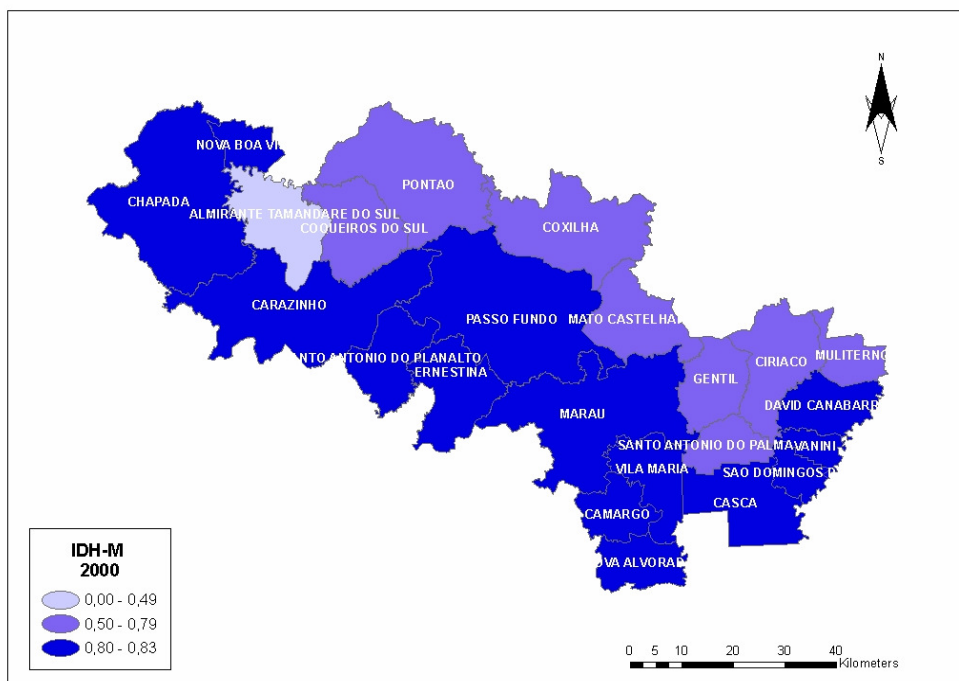 N
S
NOVA BOA VI
PONTAO
CHAPADA
ALMIRANTE TAMANDARE DO SUL
COQUEIROS DO SUL
COXILHA
CARAZINHO
PASSO FUNDO
MATO CASTELHA
NTO ANTONIO DO PLANALTO
ERNESTINA
CIRIACO
MULITERNO
GENTIL
MARAU
DAVID CANABARR
SANTO ANTONIO DO PALMA
VANINI
VILA MARIA
SAO DOMINGOS D
CASCA
CAMARGO
OVA ALVORAD
IDH-M
2000
0,00 - 0,49
0,50 - 0,79
0,80 - 0,83
0 5 10 20 30 40
Kilometers